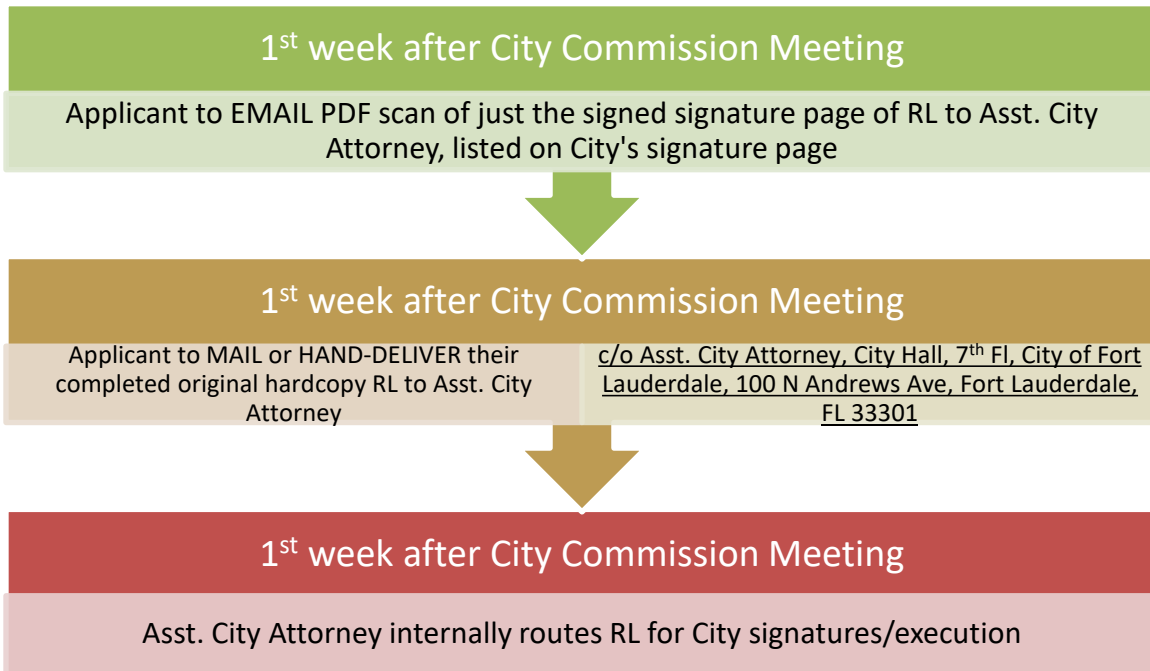 1st week after City Commission Meeting
Applicant to EMAIL PDF scan of just the signed signature page of RL to Asst. City
Attorney, listed on City's signature page
1st week after City Commission Meeting
Applicant to MAIL or HAND-DELIVER their
completed original hardcopy RL to Asst. City
Attorney
c/o Asst. City Attorney, City Hall, 7th Fl, City of Fort
Lauderdale, 100 N Andrews Ave, Fort Lauderdale,
FL 33301
1st week after City Commission Meeting
Asst. City Attorney internally routes RL for City signatures/execution